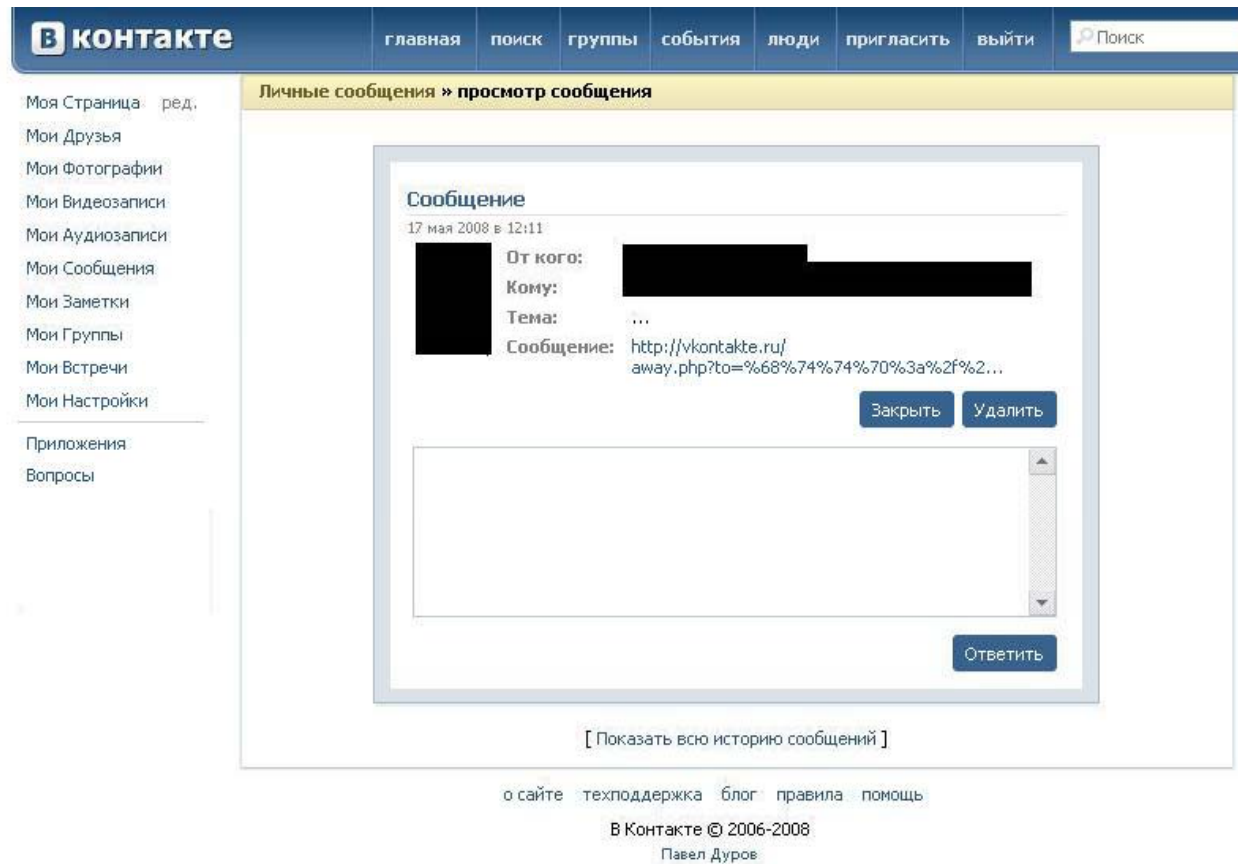 В контакте
главная поиск группы события люди пригласить выйти Поиск
Моя Страница ред.
Мои Друзья
Мои Фотографии
Мои Видеозаписи
Мои Аудиозаписи
Мои Сообщения
Мои Заметки
Мои Группы
Мои Встречи
Мои Настройки
Приложения
Вопросы
Личные сообщения » просмотр сообщения
Сообщение
17 мая 2008 в 12:11
От кого:
Кому:
Тема: ...
Сообщение: http://vkontakte.ru/
away.php?to=%68%74%74%70%3a%2f%2...
Закрыть Удалить
Ответить
[ Показать всю историю сообщений ]
о сайте техподдержка блог правила помощь
В Контакте © 2006-2008
Павел Дуров